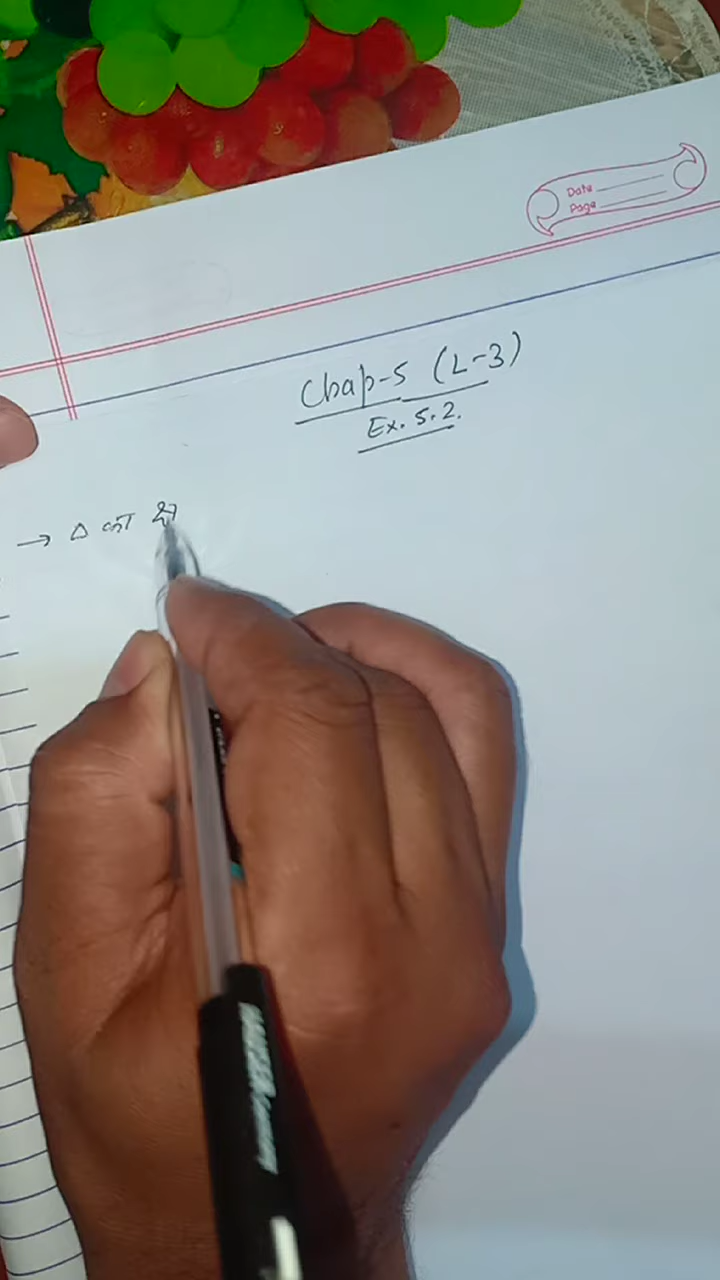 Date
Page
Chap-5 (L-3)
Ex. 5.2.
→ Δ का क्षे